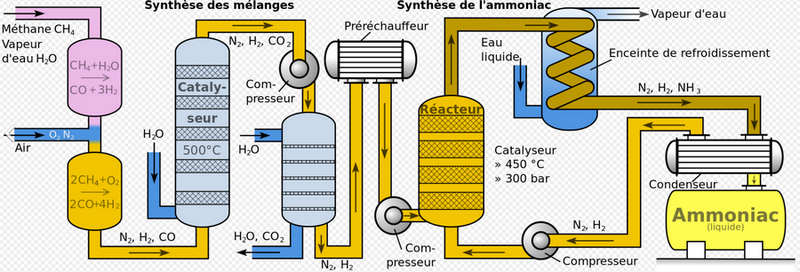 Synthèse des mélanges
Synthèse de l'ammoniac
Méthane CH₄
Vapeur
d'eau H₂O
CH₄+H₂O
CO + 3H₂
O₂ N₂
Air
2CH₄+O₂
2CO+4H₂
N₂, H₂, CO
H₂O
Cataly-
seur
500°C
N₂, H₂, CO₂
Com-
presseur
H₂O
H₂O, CO₂
N₂, H₂
Préréchauffeur
Com-
presseur
Réacteur
Catalyseur
» 450 °C
» 300 bar
Eau
liquide
Vapeur d'eau
Enceinte de refroidissement
N₂, H₂, NH₃
Condenseur
Ammoniac
(liquide)
N₂, H₂
Compresseur